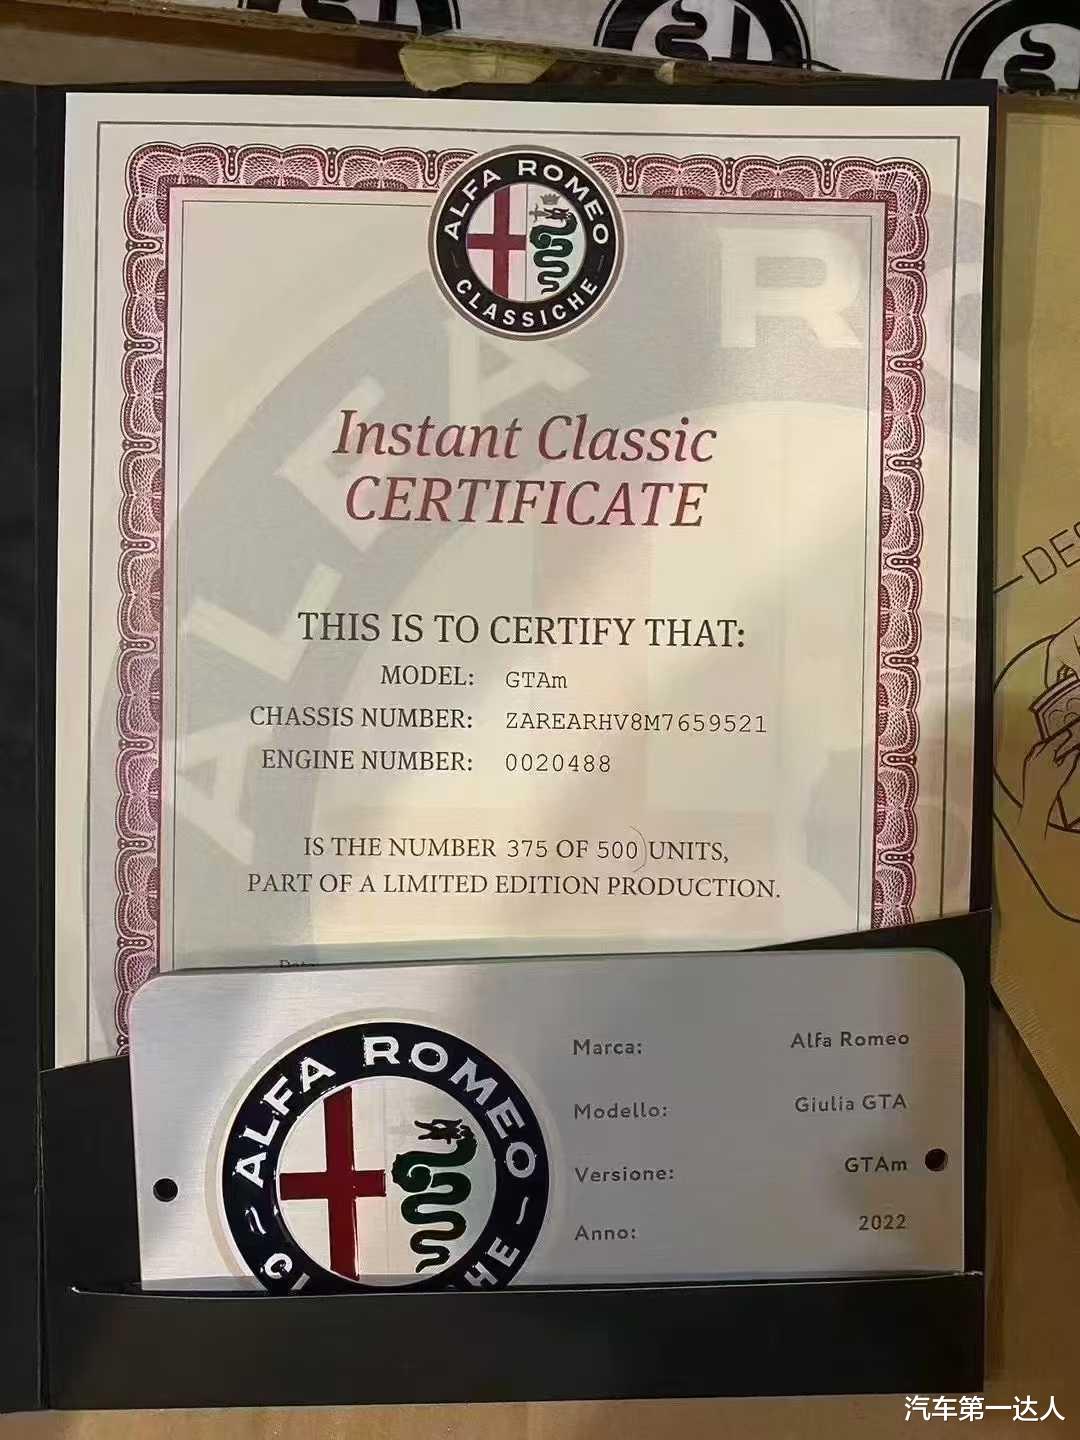 ALFA ROMEO
CLASSICHE
Instant Classic
CERTIFICATE
THIS IS TO CERTIFY THAT:
MODEL: GTAm
CHASSIS NUMBER: ZAREARHV8M7659521
ENGINE NUMBER: 0020488
IS THE NUMBER 375 OF 500 UNITS,
PART OF A LIMITED EDITION PRODUCTION.
ALFA ROMEO
Marca: Alfa Romeo
Modello: Giulia GTA
Versione: GTAm
Anno: 2022
汽车第一达人